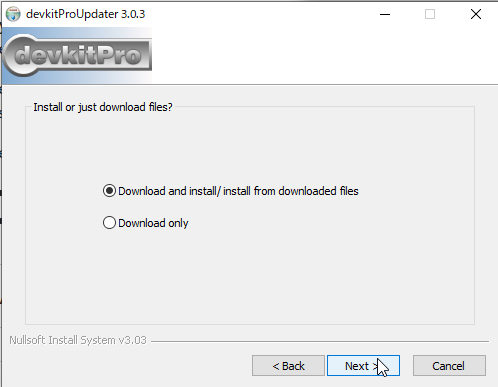 devkitProUpdater 3.0.3
devkitPro
Install or just download files?
Download and install/ install from downloaded files
Download only
Nullsoft Install System v3.03
< Back
Next >
Cancel